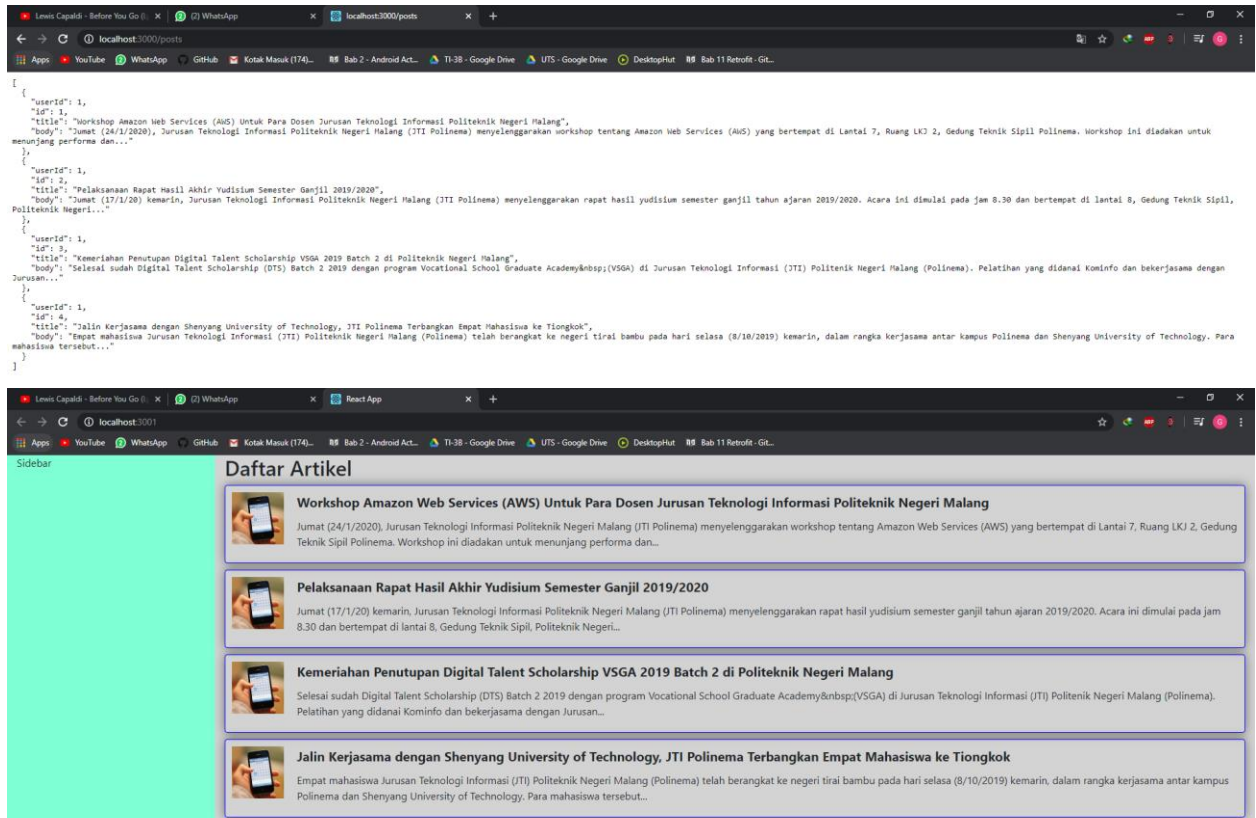 Lewis Capaldi - Before You Go (L
(2) WhatsApp
localhost:3000/posts
localhost:3000/posts
Apps YouTube WhatsApp GitHub Kotak Masuk (174)... Bab 2 - Android Act... TI-3B - Google Drive UTS - Google Drive DesktopHut Bab 11 Retrofit - Git...
[
{
"userId": 1,
"id": 1,
"title": "Workshop Amazon Web Services (AWS) Untuk Para Dosen Jurusan Teknologi Informasi Politeknik Negeri Malang",
"body": "Jumat (24/1/2020), Jurusan Teknologi Informasi Politeknik Negeri Malang (JTI Polinema) menyelenggarakan workshop tentang Amazon Web Services (AWS) yang bertempat di Lantai 7, Ruang LKJ 2, Gedung Teknik Sipil Polinema. Workshop ini diadakan untuk
menunjang performa dan..."
},
{
"userId": 1,
"id": 2,
"title": "Pelaksanaan Rapat Hasil Akhir Yudisium Semester Ganjil 2019/2020",
"body": "Jumat (17/1/20) kemarin, Jurusan Teknologi Informasi Politeknik Negeri Malang (JTI Polinema) menyelenggarakan rapat hasil yudisium semester ganjil tahun ajaran 2019/2020. Acara ini dimulai pada jam 8.30 dan bertempat di lantai 8, Gedung Teknik Sipil,
Politeknik Negeri..."
},
{
"userId": 1,
"id": 3,
"title": "Kemeriahan Penutupan Digital Talent Scholarship VSGA 2019 Batch 2 di Politeknik Negeri Malang",
"body": "Selesai sudah Digital Talent Scholarship (DTS) Batch 2 2019 dengan program Vocational School Graduate Academy&nbsp;(VSGA) di Jurusan Teknologi Informasi (JTI) Politenik Negeri Malang (Polinema). Pelatihan yang didanai Kominfo dan bekerjasama dengan
Jurusan..."
},
{
"userId": 1,
"id": 4,
"title": "Jalin Kerjasama dengan Shenyang University of Technology, JTI Polinema Terbangkan Empat Mahasiswa ke Tiongkok",
"body": "Empat mahasiswa Jurusan Teknologi Informasi (JTI) Politeknik Negeri Malang (Polinema) telah berangkat ke negeri tirai bambu pada hari selasa (8/10/2019) kemarin, dalam rangka kerjasama antar kampus Polinema dan Shenyang University of Technology. Para
mahasiswa tersebut..."
}
]
Lewis Capaldi - Before You Go (L
(2) WhatsApp
React App
localhost:3001
Apps YouTube WhatsApp GitHub Kotak Masuk (174)... Bab 2 - Android Act... TI-3B - Google Drive UTS - Google Drive DesktopHut Bab 11 Retrofit - Git...
Sidebar
Daftar Artikel
Workshop Amazon Web Services (AWS) Untuk Para Dosen Jurusan Teknologi Informasi Politeknik Negeri Malang
Jumat (24/1/2020), Jurusan Teknologi Informasi Politeknik Negeri Malang (JTI Polinema) menyelenggarakan workshop tentang Amazon Web Services (AWS) yang bertempat di Lantai 7, Ruang LKJ 2, Gedung
Teknik Sipil Polinema. Workshop ini diadakan untuk menunjang performa dan...
Pelaksanaan Rapat Hasil Akhir Yudisium Semester Ganjil 2019/2020
Jumat (17/1/20) kemarin, Jurusan Teknologi Informasi Politeknik Negeri Malang (JTI Polinema) menyelenggarakan rapat hasil yudisium semester ganjil tahun ajaran 2019/2020. Acara ini dimulai pada jam
8.30 dan bertempat di lantai 8, Gedung Teknik Sipil, Politeknik Negeri...
Kemeriahan Penutupan Digital Talent Scholarship VSGA 2019 Batch 2 di Politeknik Negeri Malang
Selesai sudah Digital Talent Scholarship (DTS) Batch 2 2019 dengan program Vocational School Graduate Academy&nbsp;(VSGA) di Jurusan Teknologi Informasi (JTI) Politenik Negeri Malang (Polinema).
Pelatihan yang didanai Kominfo dan bekerjasama dengan Jurusan...
Jalin Kerjasama dengan Shenyang University of Technology, JTI Polinema Terbangkan Empat Mahasiswa ke Tiongkok
Empat mahasiswa Jurusan Teknologi Informasi (JTI) Politeknik Negeri Malang (Polinema) telah berangkat ke negeri tirai bambu pada hari selasa (8/10/2019) kemarin, dalam rangka kerjasama antar kampus
Polinema dan Shenyang University of Technology. Para mahasiswa tersebut...